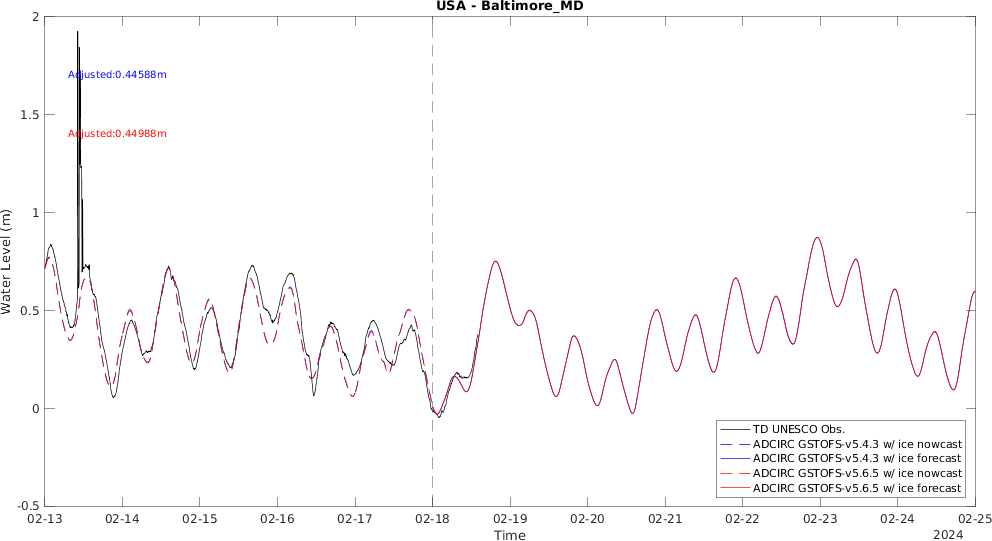 USA - Baltimore_MD
2
1.5
1
0.5
0
-0.5
Water Level (m)
Adjusted:0.44588m
Adjusted:0.44988m
TD UNESCO Obs.
ADCIRC GSTOFS-v5.4.3 w/ ice nowcast
ADCIRC GSTOFS-v5.4.3 w/ ice forecast
ADCIRC GSTOFS-v5.6.5 w/ ice nowcast
ADCIRC GSTOFS-v5.6.5 w/ ice forecast
02-13 02-14 02-15 02-16 02-17 02-18 02-19 02-20 02-21 02-22 02-23 02-24 02-25
Time
2024